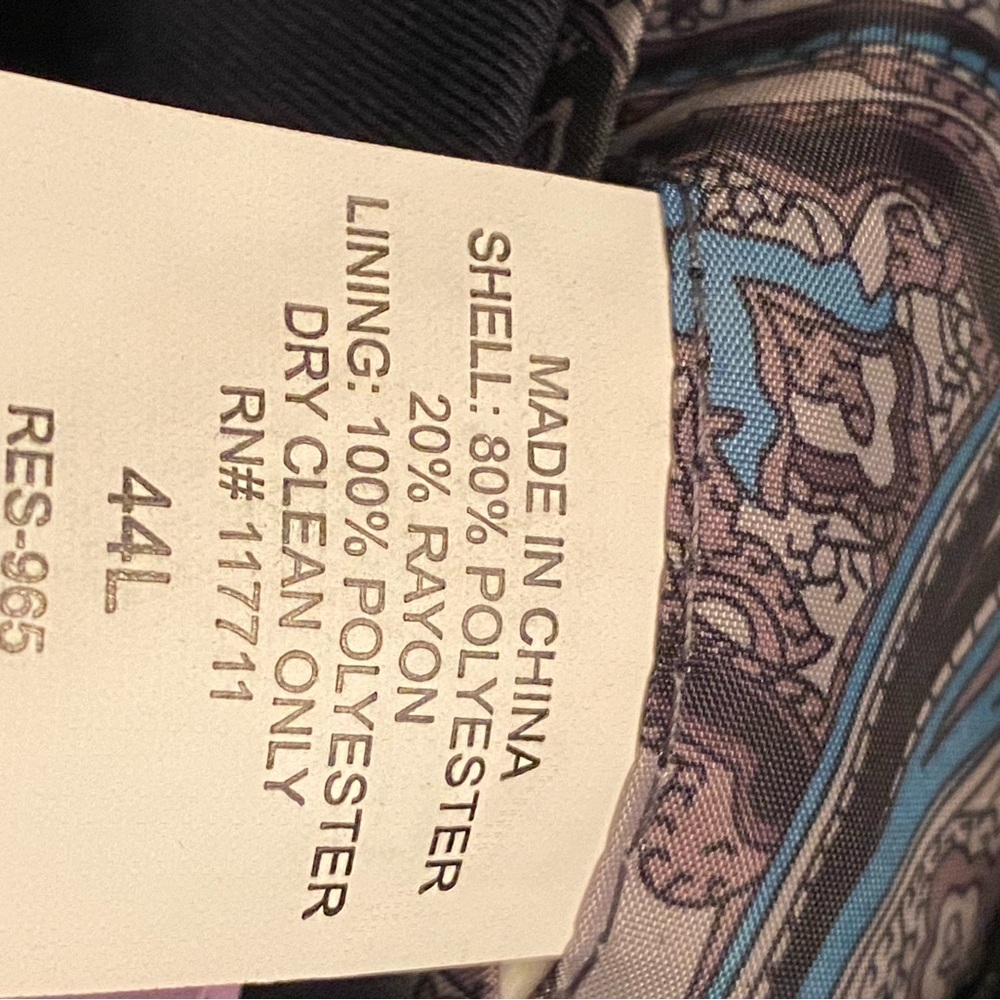 MADE IN CHINA
SHELL: 80% POLYESTER
20% RAYON
LINING: 100% POLYESTER
DRY CLEAN ONLY
RN# 117711
44L
RES-965